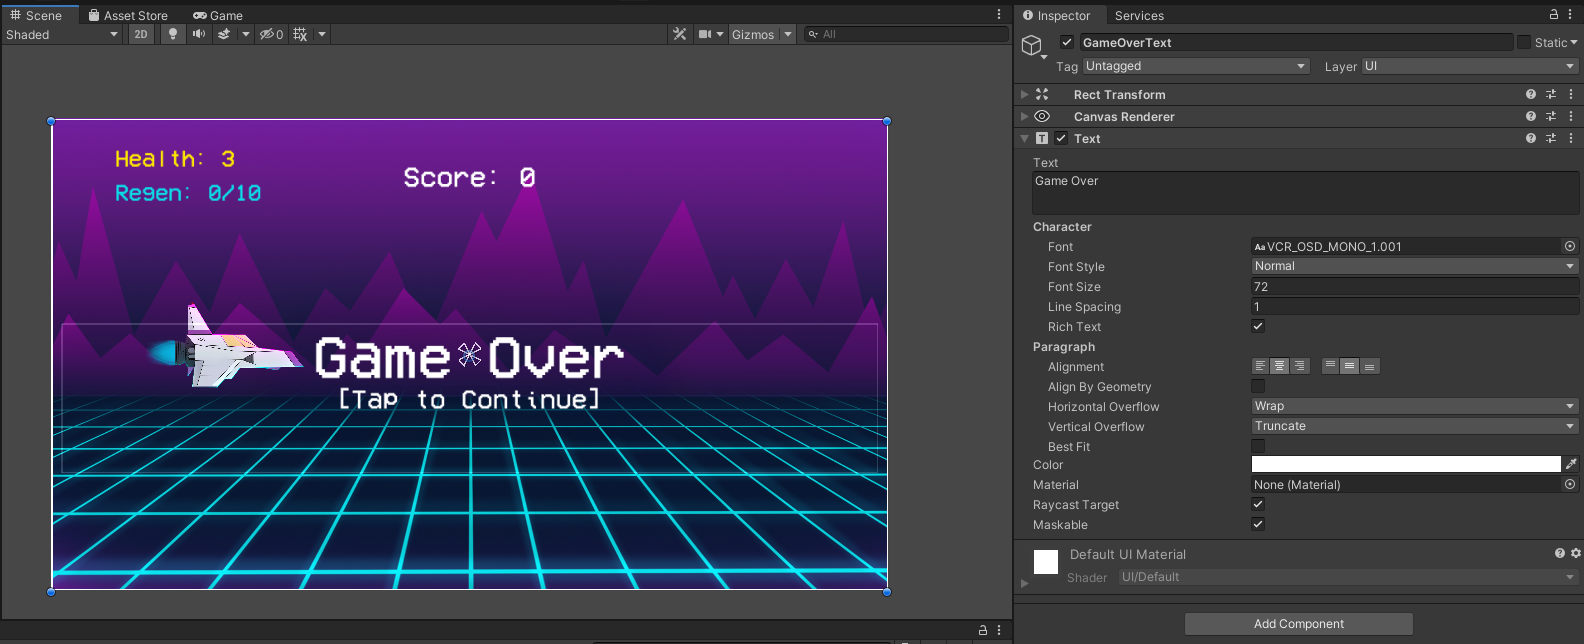 Scene Asset Store Game
Shaded 2D 0 Gizmos All
Health: 3
Regen: 0/10
Score: 0
Game Over
[Tap to Continue]
Inspector Services
GameOverText Static
Tag Untagged Layer UI
Rect Transform
Canvas Renderer
T Text
Text
Game Over
Character
Font Aa VCR_OSD_MONO_1.001
Font Style Normal
Font Size 72
Line Spacing 1
Rich Text
Paragraph
Alignment
Align By Geometry
Horizontal Overflow Wrap
Vertical Overflow Truncate
Best Fit
Color
Material None (Material)
Raycast Target
Maskable
Default UI Material
Shader UI/Default
Add Component